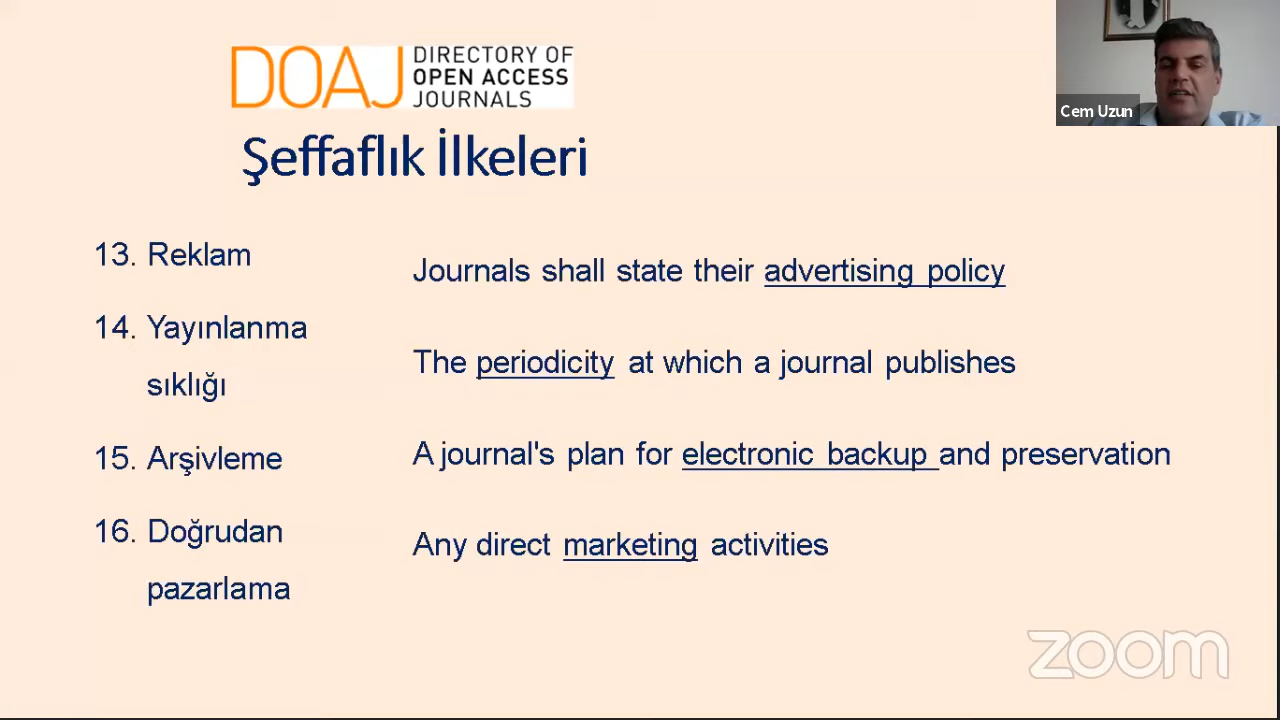 DOAJ
DIRECTORY OF
OPEN ACCESS
JOURNALS
Cem Uzun
Şeffaflık İlkeleri
13. Reklam
Journals shall state their advertising policy
14. Yayınlanma
sıklığı
The periodicity at which a journal publishes
15. Arşivleme
A journal's plan for electronic backup and preservation
16. Doğrudan
pazarlama
Any direct marketing activities
zoom